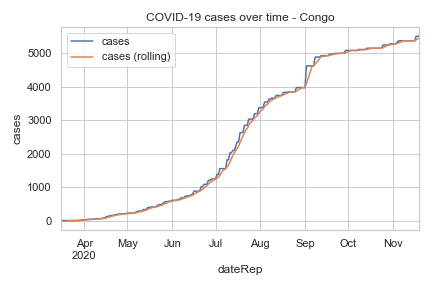 COVID-19 cases over time - Congo
cases
cases (rolling)
5000
4000
3000
2000
1000
0
cases
Apr May Jun Jul Aug Sep Oct Nov
2020
dateRep